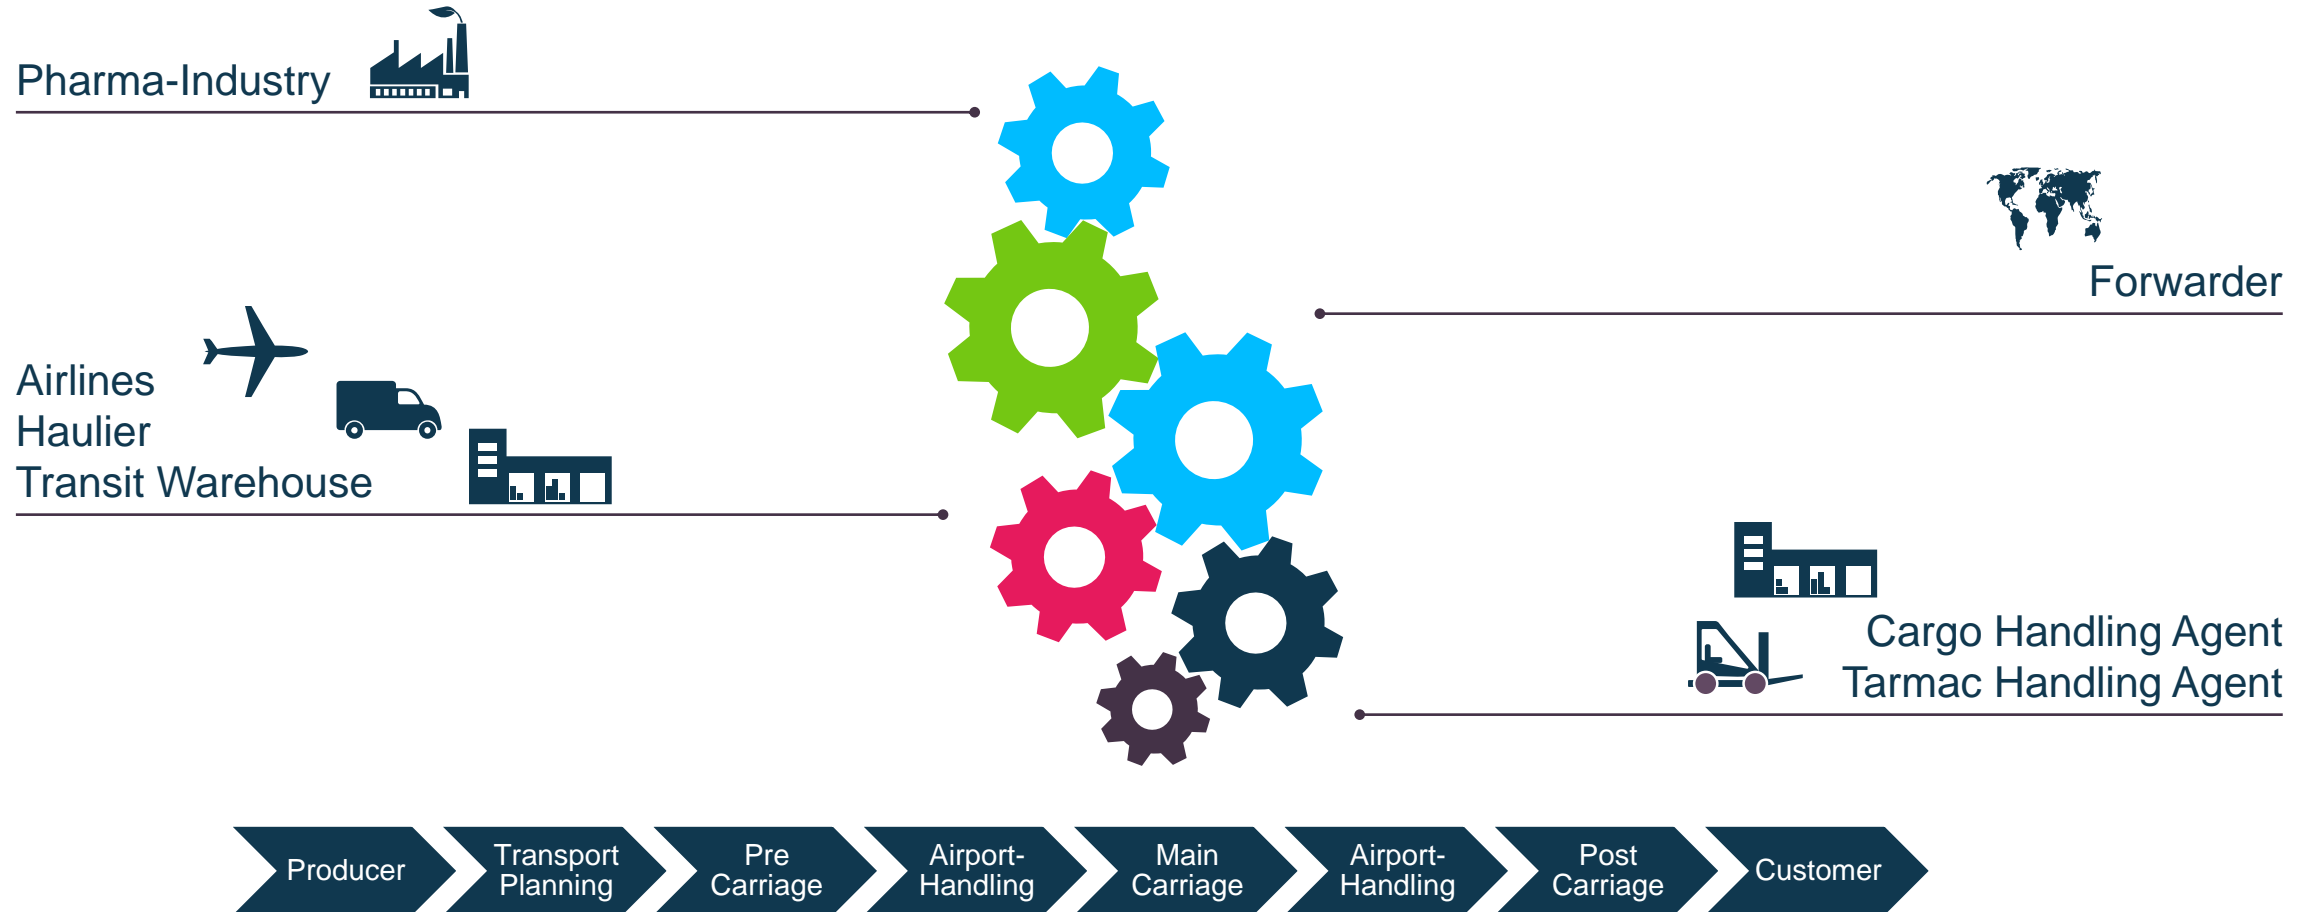 Pharma-Industry
Forwarder
Airlines
Haulier
Transit Warehouse
Cargo Handling Agent
Tarmac Handling Agent
Producer
Transport
Planning
Pre
Carriage
Airport-
Handling
Main
Carriage
Airport-
Handling
Post
Carriage
Customer